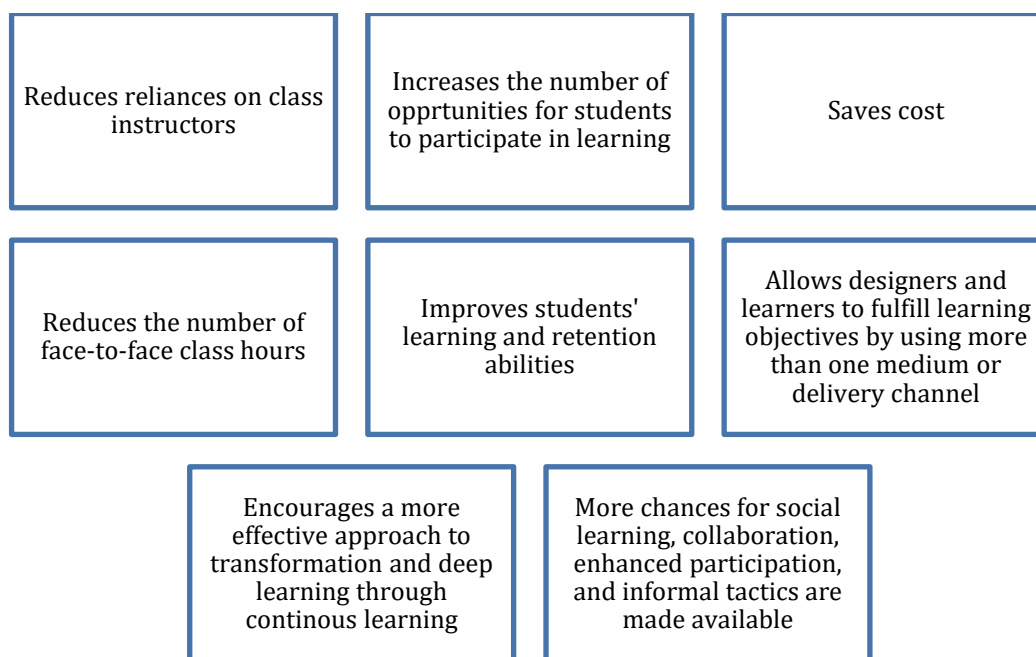 Reduces reliances on class
instructors
Increases the number of
opprtunities for students
to participate in learning
Saves cost
Reduces the number of
face-to-face class hours
Improves students'
learning and retention
abilities
Allows designers and
learners to fulfill learning
objectives by using more
than one medium or
delivery channel
Encourages a more
effective approach to
transformation and deep
learning through
continous learning
More chances for social
learning, collaboration,
enhanced participation,
and informal tactics are
made available